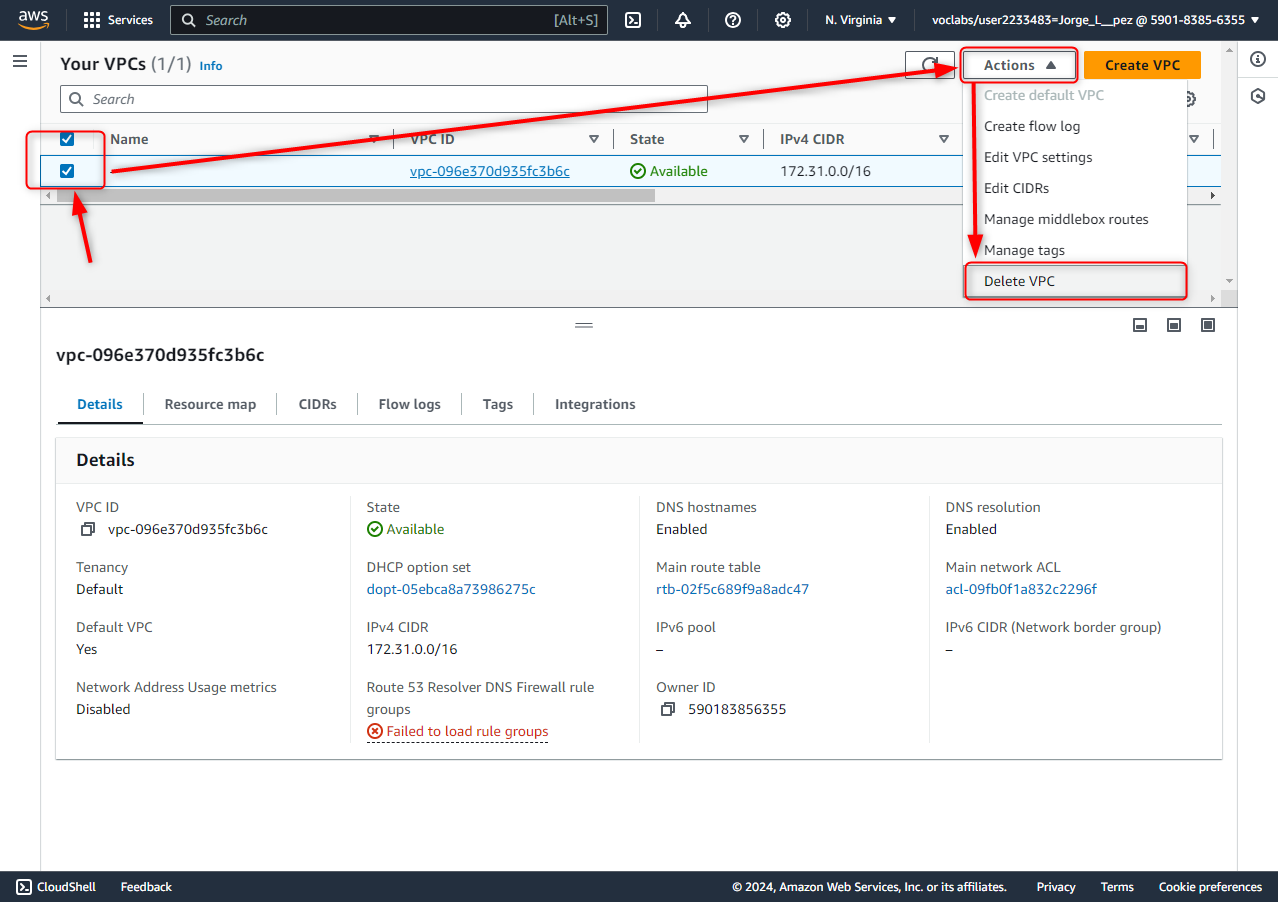 aws Services Search [Alt+S] N. Virginia voclabs/user2233483=Jorge_L__pez @ 5901-8385-6355
Your VPCs (1/1) Info
Actions
Create VPC
Search
Create default VPC
Create flow log
Edit VPC settings
Edit CIDRs
Manage middlebox routes
Manage tags
Delete VPC
Name VPC ID State IPv4 CIDR
vpc-096e370d935fc3b6c Available 172.31.0.0/16
vpc-096e370d935fc3b6c
Details Resource map CIDRs Flow logs Tags Integrations
Details
VPC ID
vpc-096e370d935fc3b6c
State
Available
DNS hostnames
Enabled
DNS resolution
Enabled
Tenancy
Default
DHCP option set
dopt-05ebca8a73986275c
Main route table
rtb-02f5c689f9a8adc47
Main network ACL
acl-09fb0f1a832c2296f
Default VPC
Yes
IPv4 CIDR
172.31.0.0/16
IPv6 pool
–
IPv6 CIDR (Network border group)
–
Network Address Usage metrics
Disabled
Route 53 Resolver DNS Firewall rule
groups
Failed to load rule groups
Owner ID
590183856355
CloudShell Feedback © 2024, Amazon Web Services, Inc. or its affiliates. Privacy Terms Cookie preferences